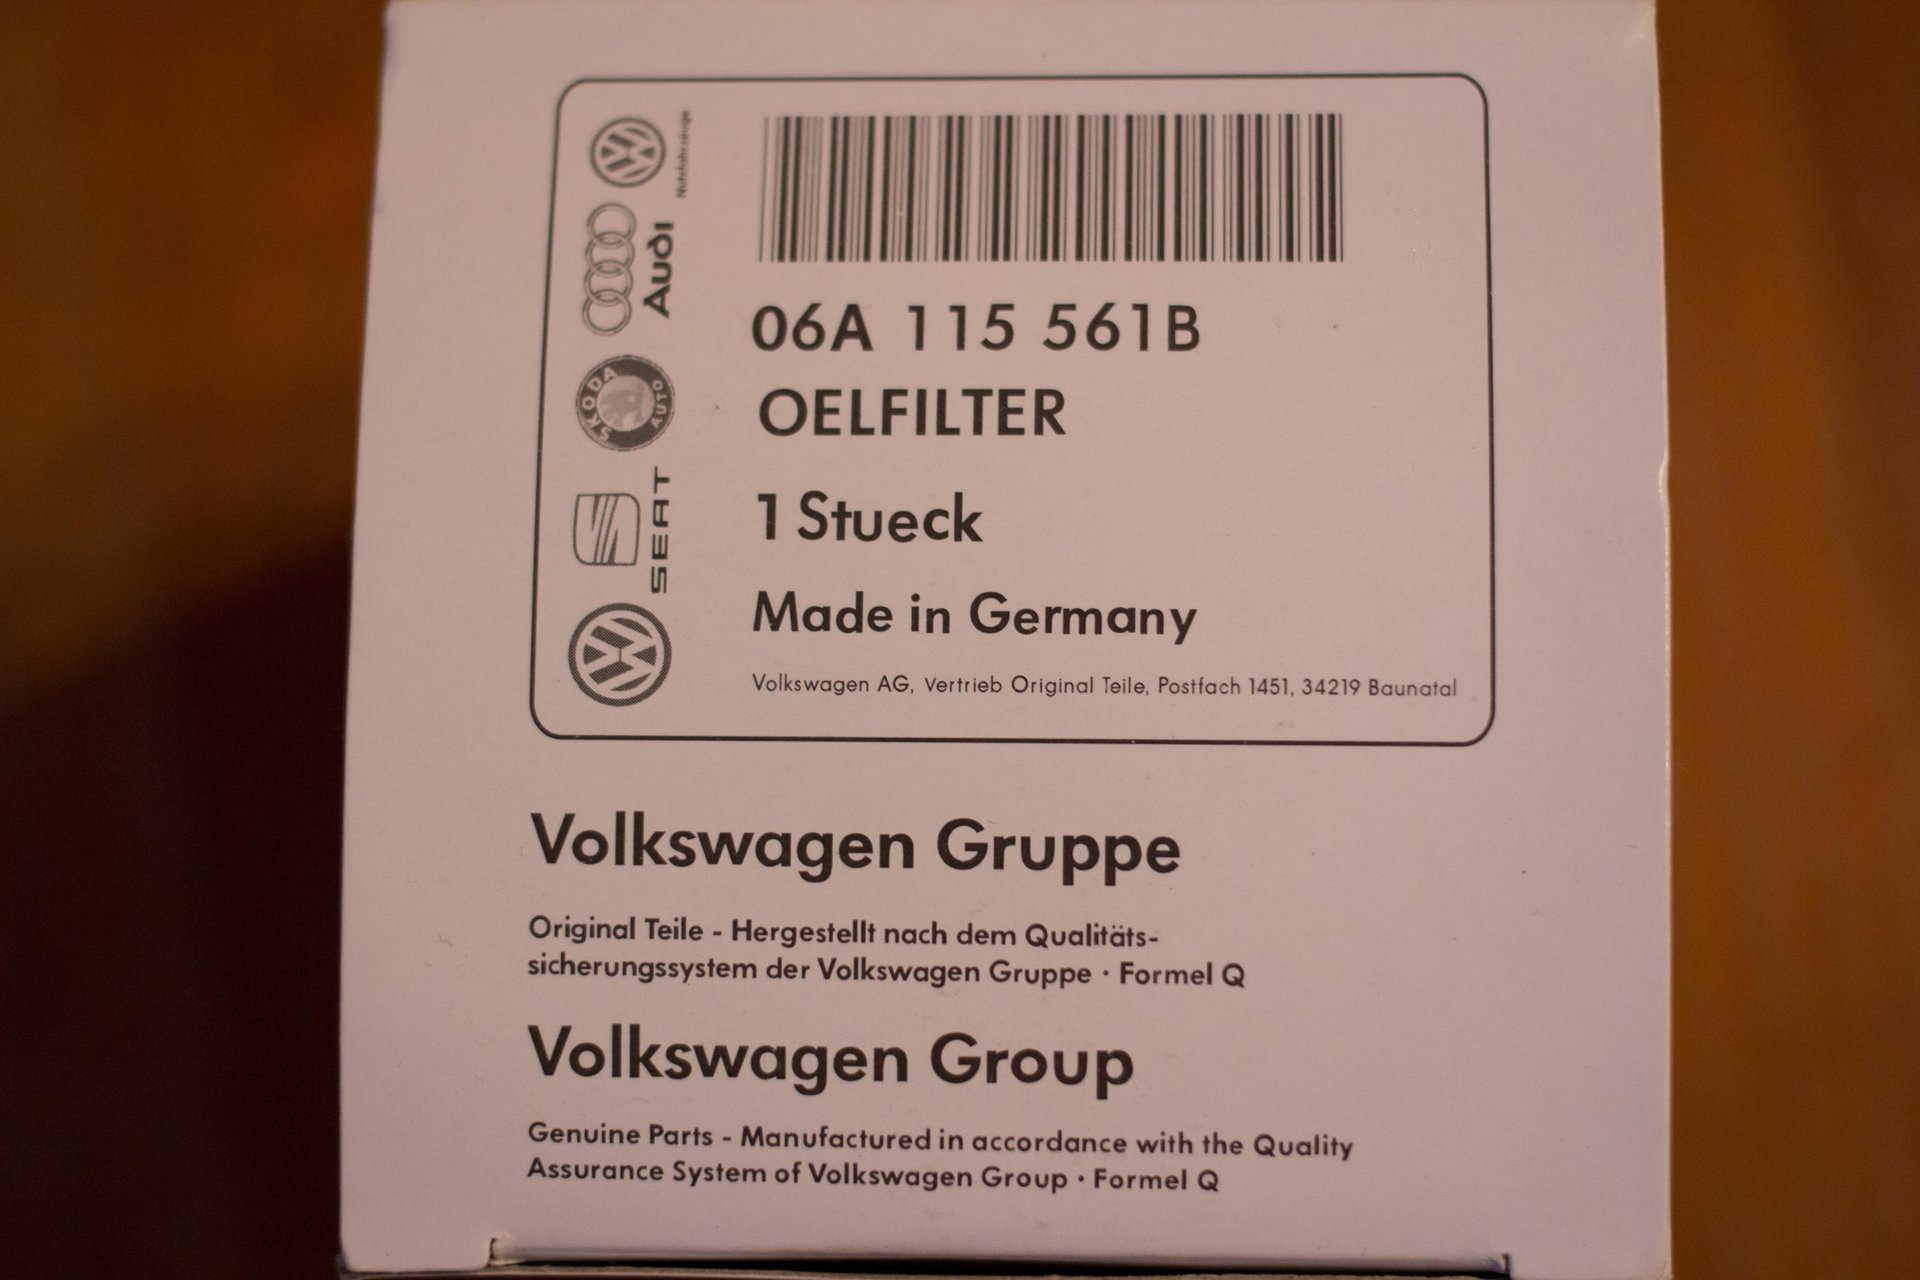 Nutzfahrzeuge
Audi
SKODA AUTO
SEAT
06A 115 561B
OELFILTER
1 Stueck
Made in Germany
Volkswagen AG, Vertrieb Original Teile, Postfach 1451, 34219 Baunatal
Volkswagen Gruppe
Original Teile - Hergestellt nach dem Qualitäts-
sicherungssystem der Volkswagen Gruppe · Formel Q
Volkswagen Group
Genuine Parts - Manufactured in accordance with the Quality
Assurance System of Volkswagen Group · Formel Q